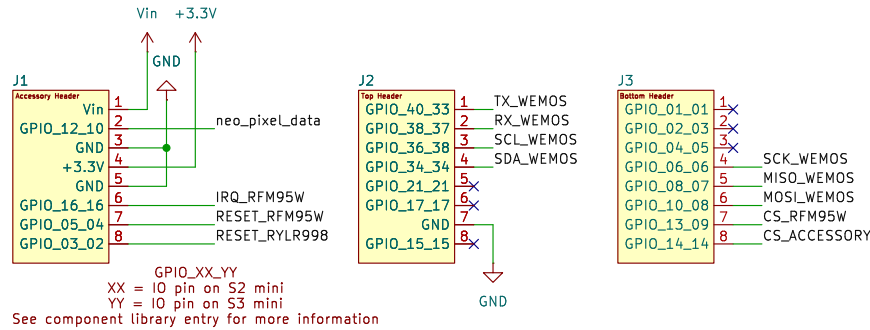 Vin +3.3V
GND
J1
Accessory Header
Vin 1
GPIO_12_10 2 neo_pixel_data
GND 3
+3.3V 4
GND 5
GPIO_16_16 6 IRQ_RFM95W
GPIO_05_04 7 RESET_RFM95W
GPIO_03_02 8 RESET_RYLR998
J2
Top Header
GPIO_40_33 1 TX_WEMOS
GPIO_38_37 2 RX_WEMOS
GPIO_36_38 3 SCL_WEMOS
GPIO_34_34 4 SDA_WEMOS
GPIO_21_21 5
GPIO_17_17 6
GND 7
GPIO_15_15 8
GND
J3
Bottom Header
GPIO_01_01 1
GPIO_02_03 2
GPIO_04_05 3
GPIO_06_06 4 SCK_WEMOS
GPIO_08_07 5 MISO_WEMOS
GPIO_10_08 6 MOSI_WEMOS
GPIO_13_09 7 CS_RFM95W
GPIO_14_14 8 CS_ACCESSORY
GPIO_XX_YY
XX = IO pin on S2 mini
YY = IO pin on S3 mini
See component library entry for more information